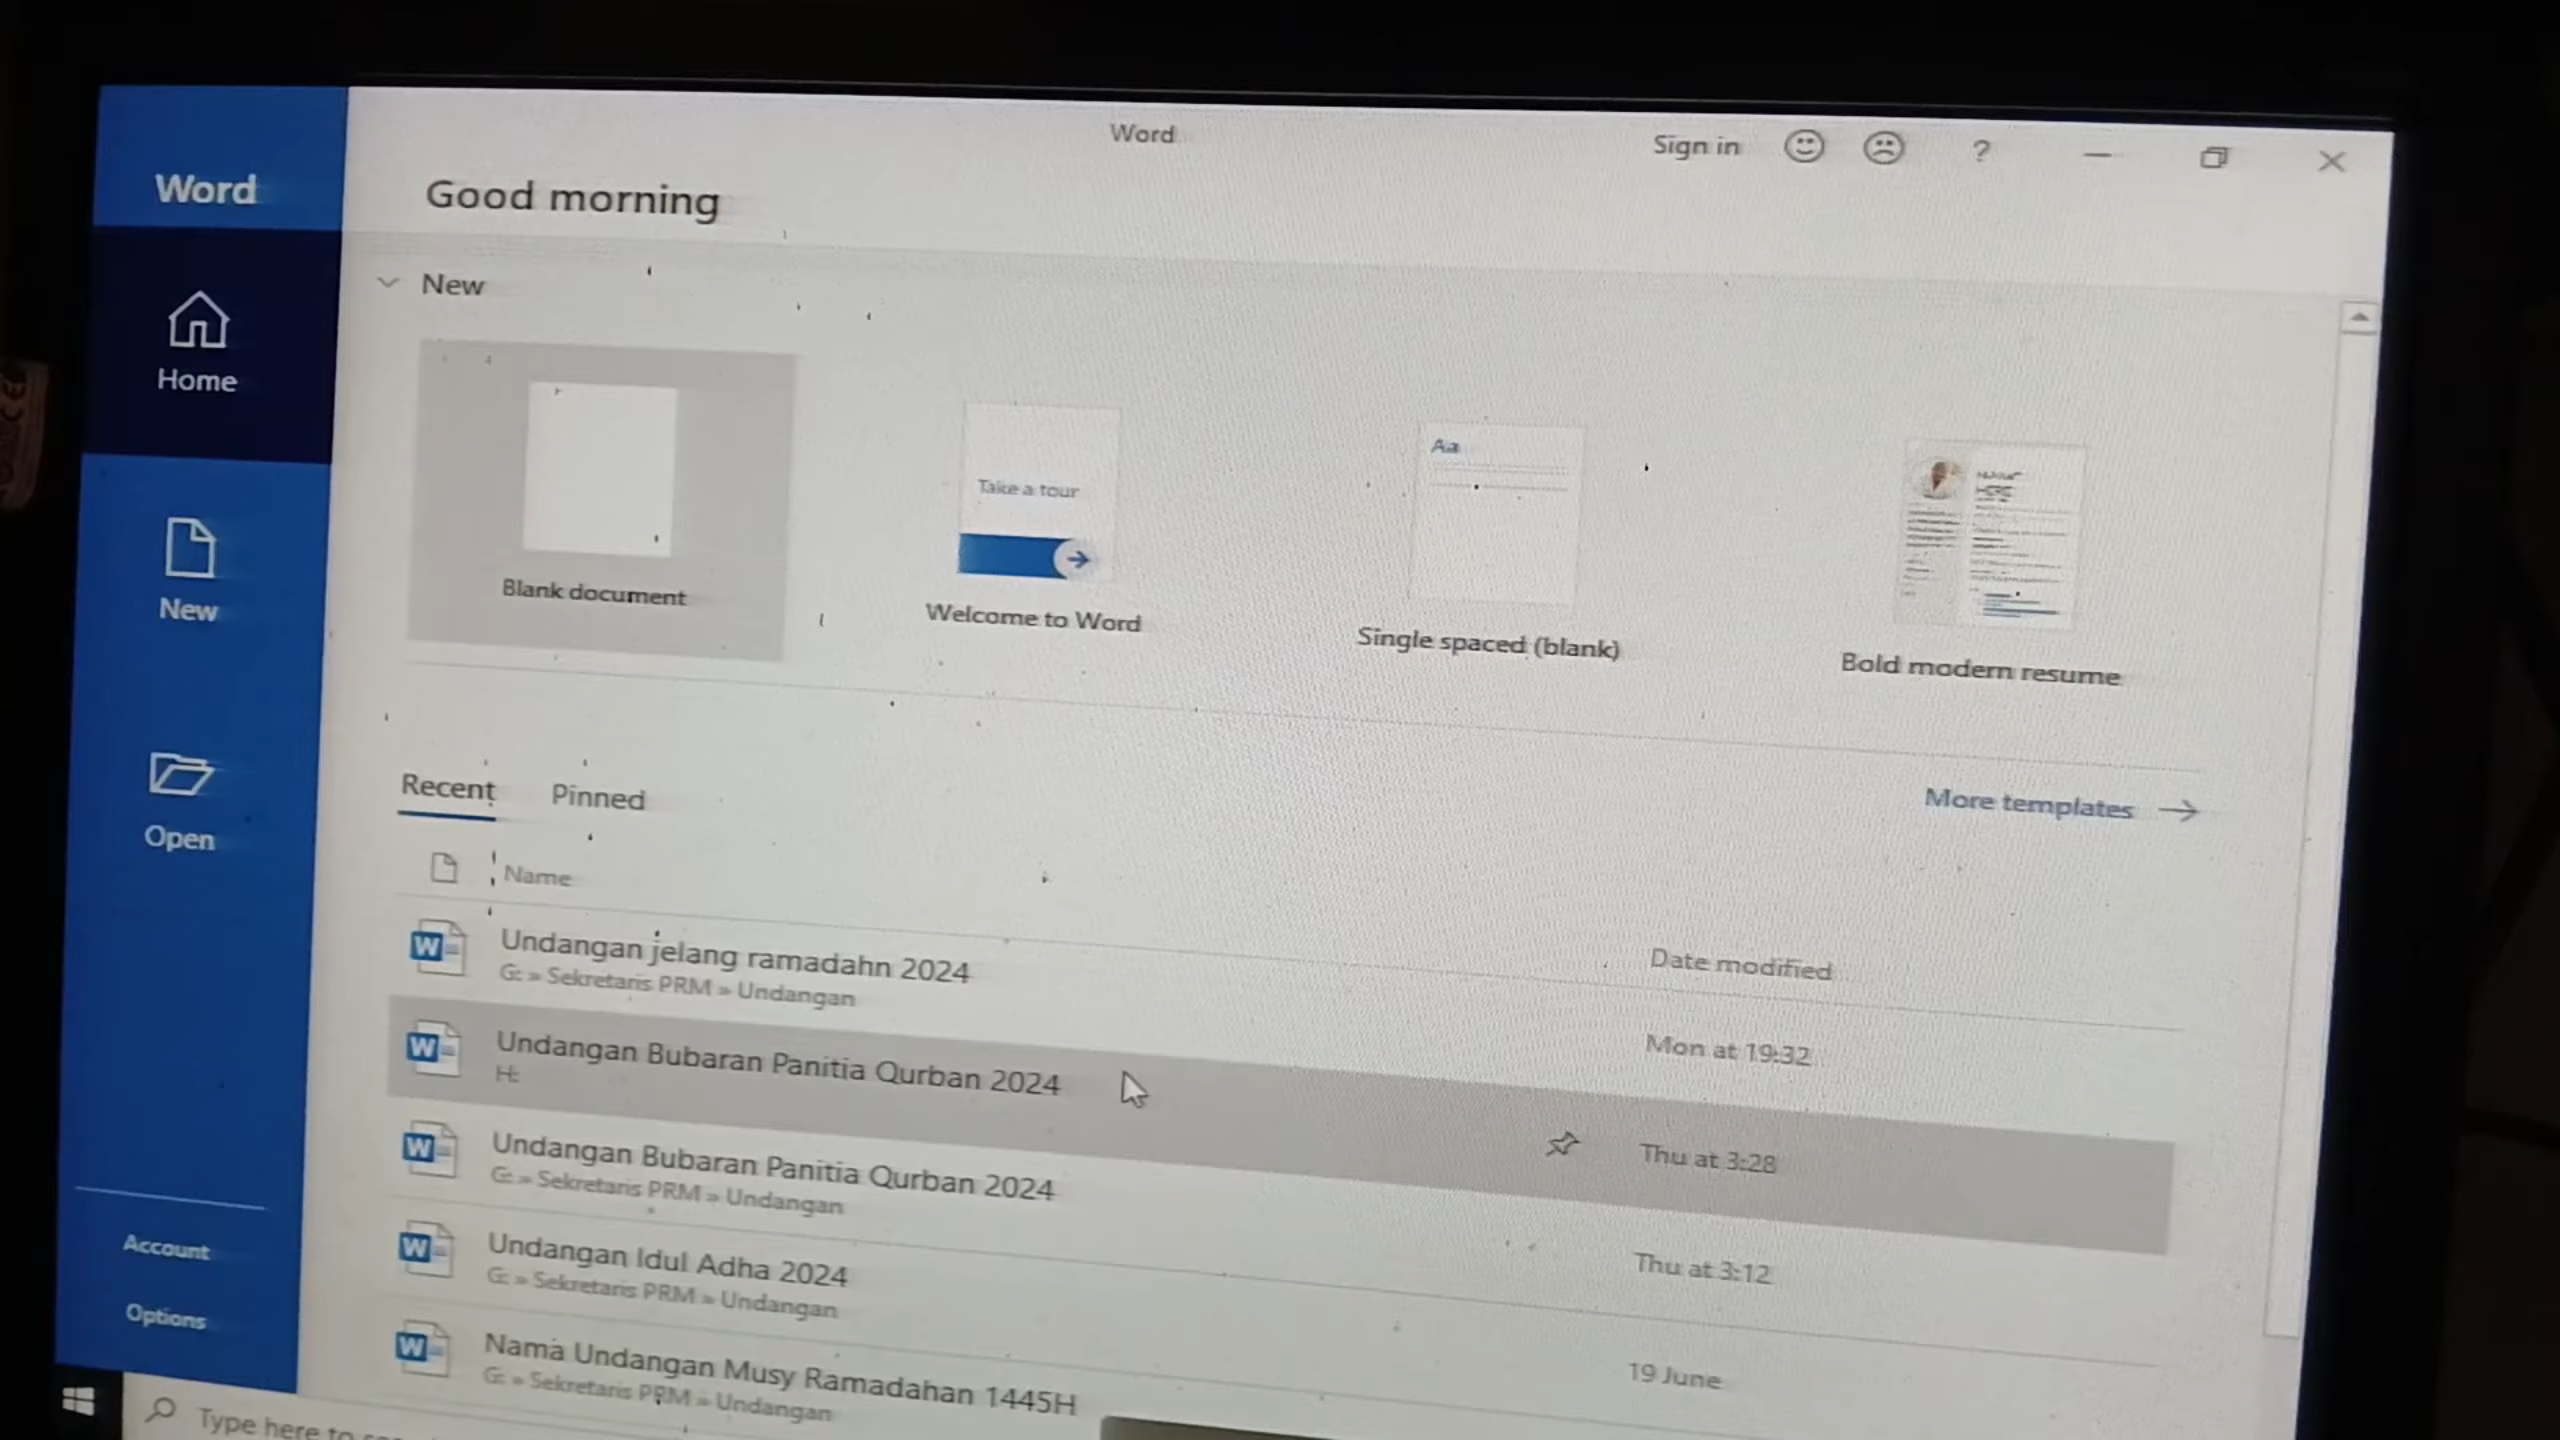 Word
Sign in
?
Word
Good morning
Home
New
Open
Account
Options
New
Blank document
Take a tour
Welcome to Word
Aa
Single spaced (blank)
Bold modern resume
More templates
Recent
Pinned
Name
Date modified
Undangan jelang ramadahn 2024
G: » Sekretaris PRM » Undangan
Mon at 19:32
Undangan Bubaran Panitia Qurban 2024
H:
Thu at 3:28
Undangan Bubaran Panitia Qurban 2024
G: » Sekretaris PRM » Undangan
Thu at 3:12
Undangan Idul Adha 2024
G: » Sekretaris PRM » Undangan
19 June
Nama Undangan Musy Ramadahan 1445H
G: » Sekretaris PRM » Undangan
Type here to